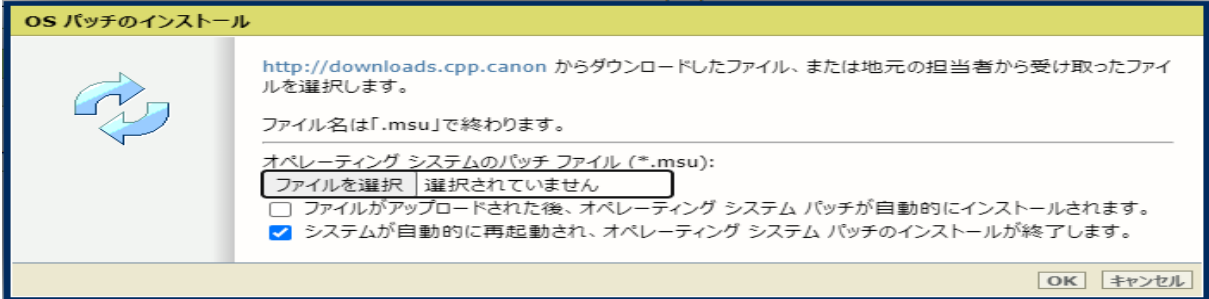 OS パッチのインストール
http://downloads.cpp.canon からダウンロードしたファイル、または地元の担当者から受け取ったファイ
ルを選択します。
ファイル名は「.msu」で終わります。
オペレーティング システムのパッチ ファイル (*.msu):
ファイルを選択 選択されていません
ファイルがアップロードされた後、オペレーティング システム パッチが自動的にインストールされます。
システムが自動的に再起動され、オペレーティング システム パッチのインストールが終了します。
OK キャンセル